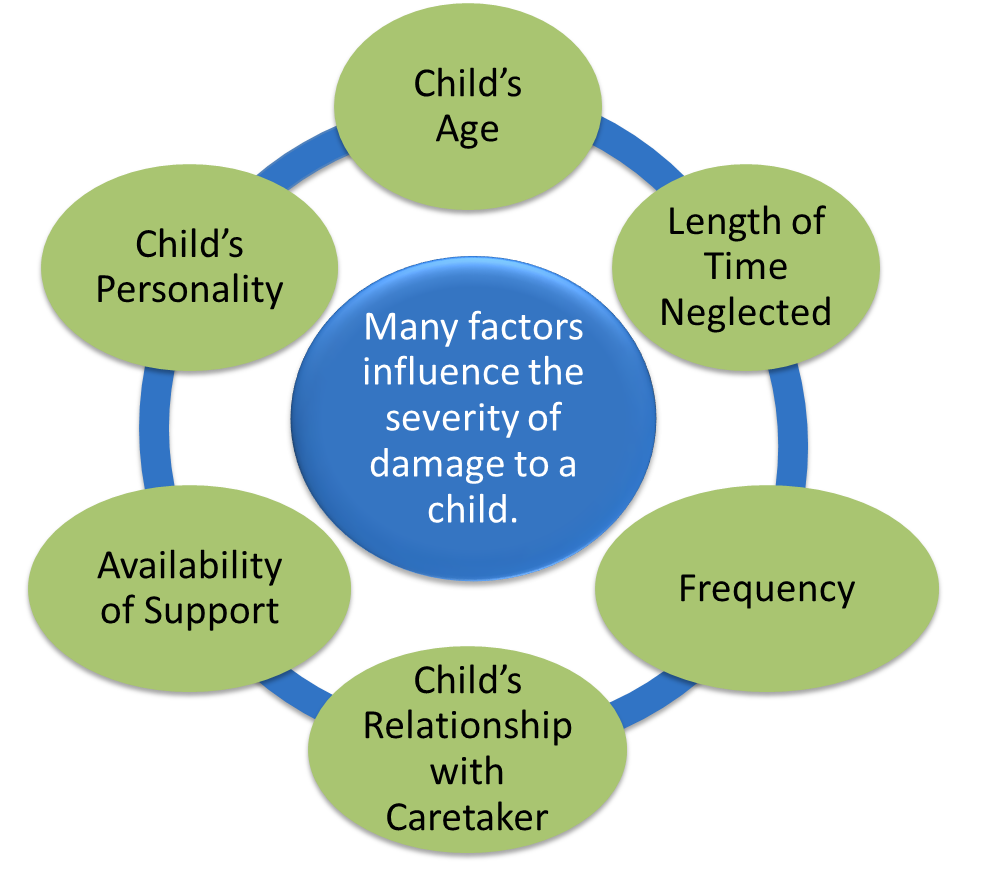 Child’s
Age
Length of
Time
Neglected
Frequency
Child’s
Relationship
with
Caretaker
Availability
of Support
Child’s
Personality
Many factors
influence the
severity of
damage to a
child.